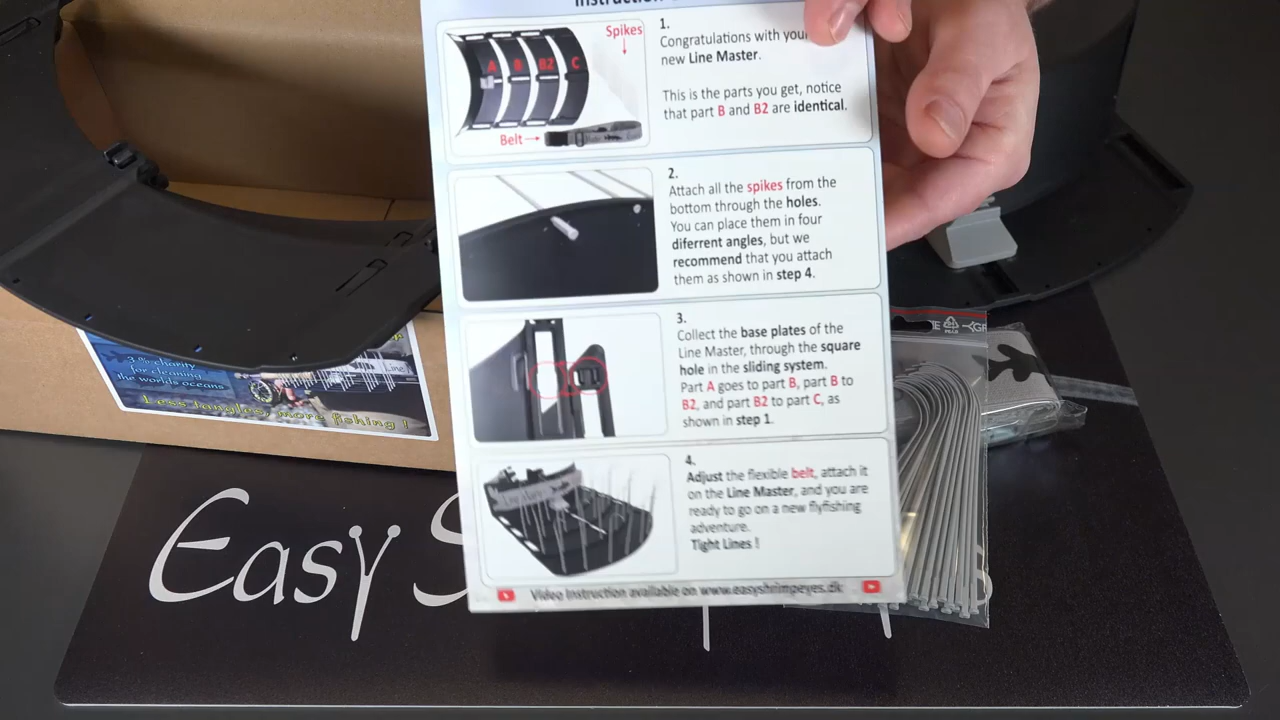 Instruction
Spikes
A B B2 C
Belt
1.
Congratulations with your
new Line Master.
This is the parts you get, notice
that part B and B2 are identical.
2.
Attach all the spikes from the
bottom through the holes.
You can place them in four
diferrent angles, but we
recommend that you attach
them as shown in step 4.
3
Collect the base plates of the
Line Master, through the square
hole in the sliding system.
Part A goes to part B, part B to
B2, and part B2 to part C, as
shown in step 1.
4.
Adjust the flexible belt, attach it
on the Line Master, and you are
ready to go on a new flyfishing
adventure.
Tight Lines !
Video Instruction available on www.easyshrimpeyes.dk
3 % charity
for cleaning
the worlds oceans
Line
Less tangles, more fishing !
Easy S